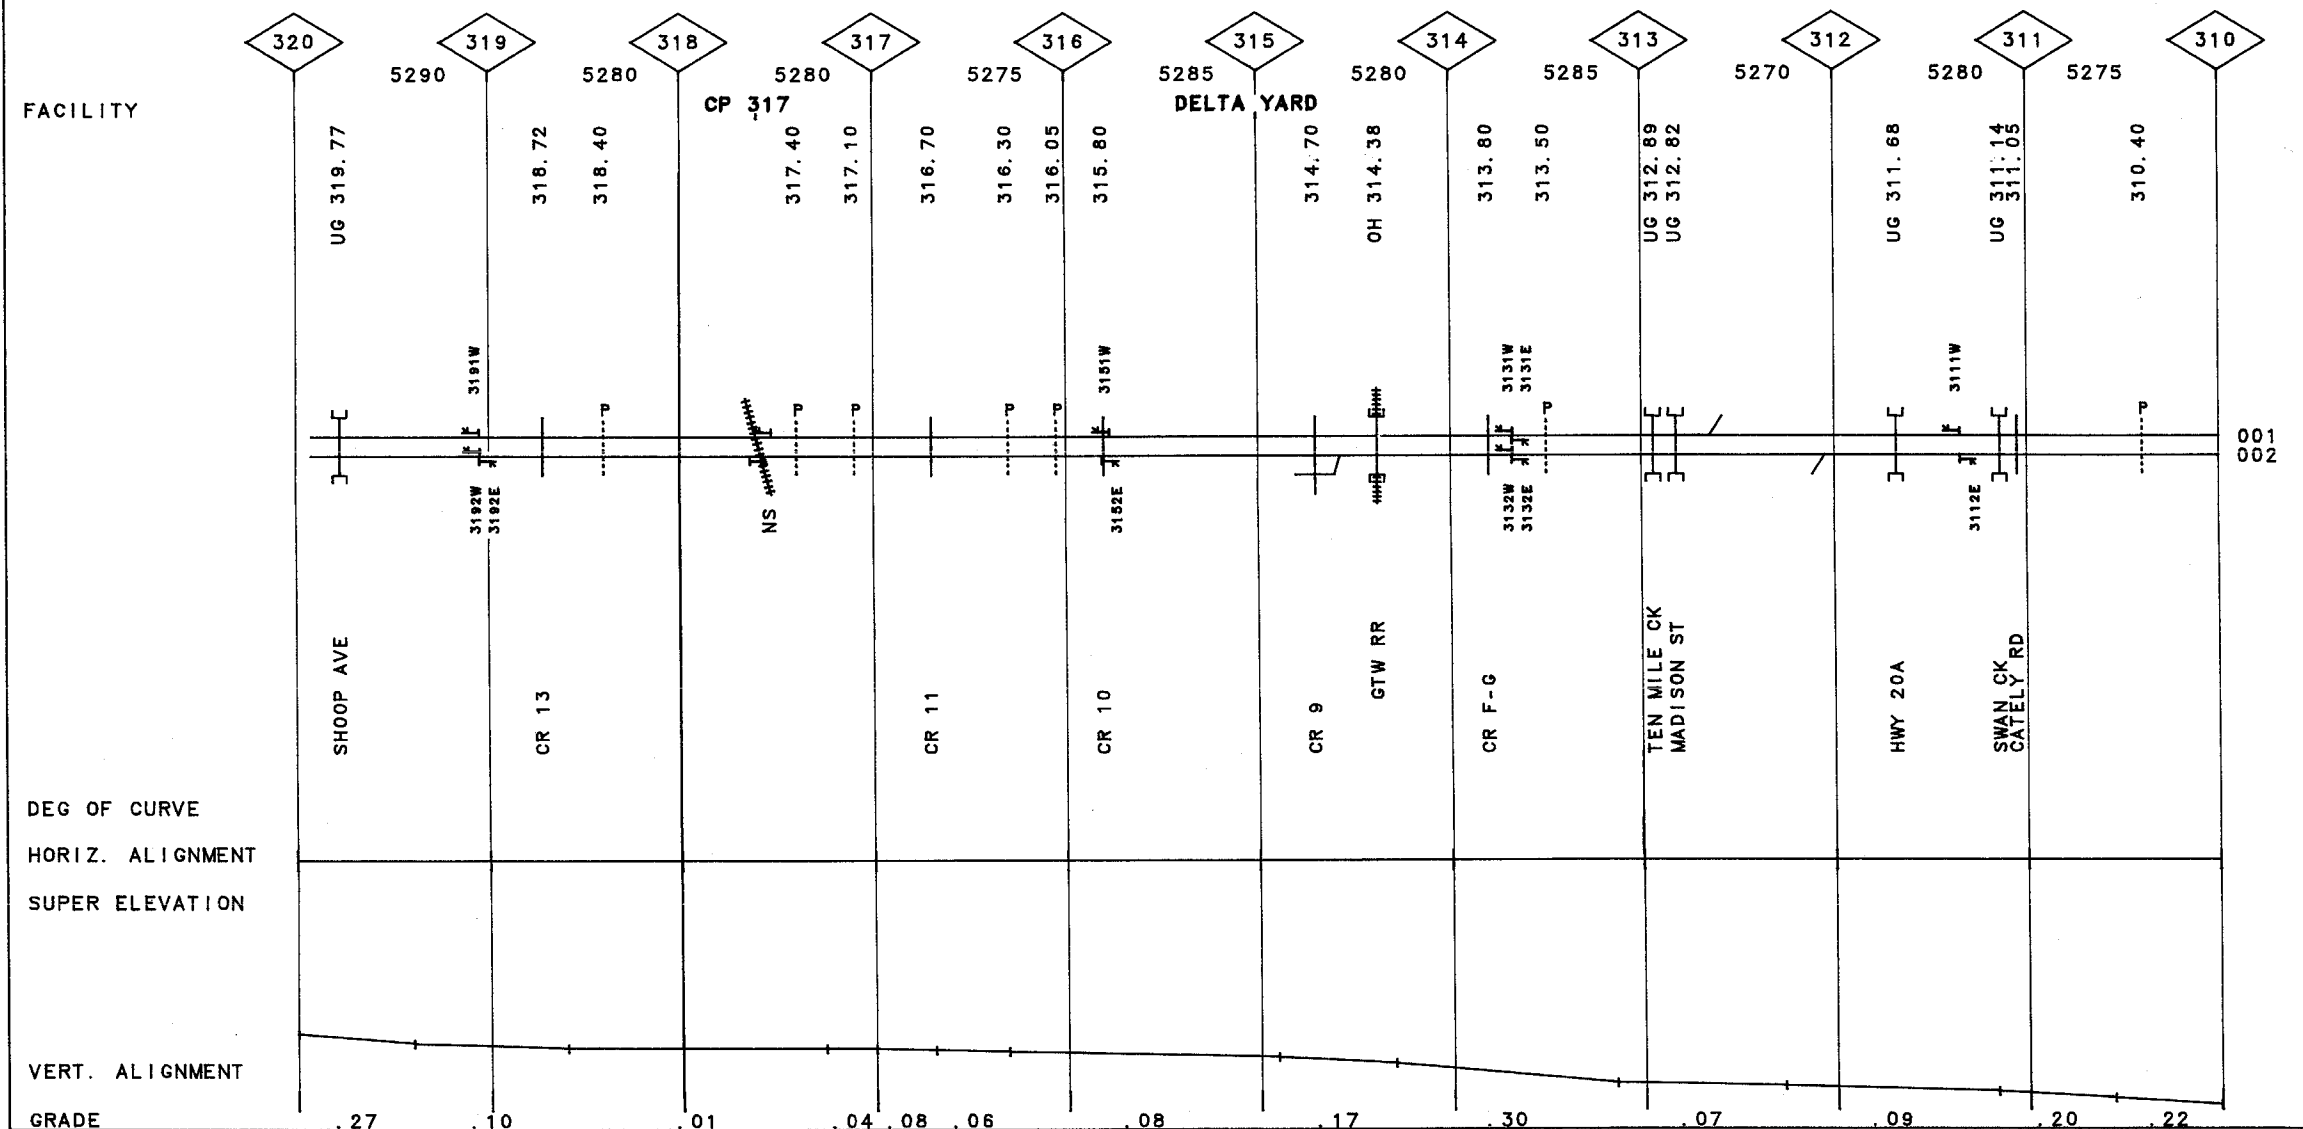 320 319 318 317 316 315 314 313 312 311 310
5290 5280 5280 5275 5285 5280 5285 5270 5280 5275
FACILITY
CP 317
DELTA YARD
UG 319.77
318.72
318.40
317.40
317.10
316.70
316.30
316.05
315.80
314.70
OH 314.38
313.80
313.50
UG 312.89
UG 312.82
UG 311.68
UG 311.14
311.05
310.40
3191W
3151W
3131W
3131E
3111W
P
P
P
P
P
P
P
001
002
3192W
3192E
NS
3152E
3132W
3132E
3112E
SHOOP AVE
CR 13
CR 11
CR 10
CR 9
GTW RR
CR F-G
TEN MILE CK
MADISON ST
HWY 20A
SWAN CK
CATELY RD
DEG OF CURVE
HORIZ. ALIGNMENT
SUPER ELEVATION
VERT. ALIGNMENT
GRADE .27 .10 .01 .04 .08 .06 .08 .17 .30 .07 .09 .20 .22